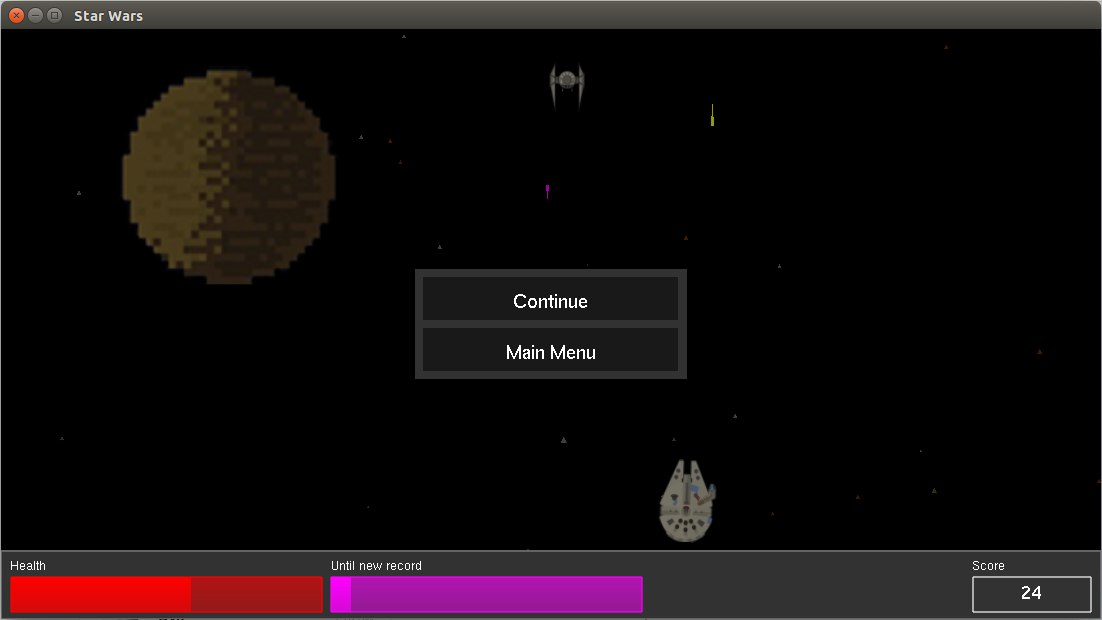 Star Wars
Continue
Main Menu
Health
Until new record
Score
24